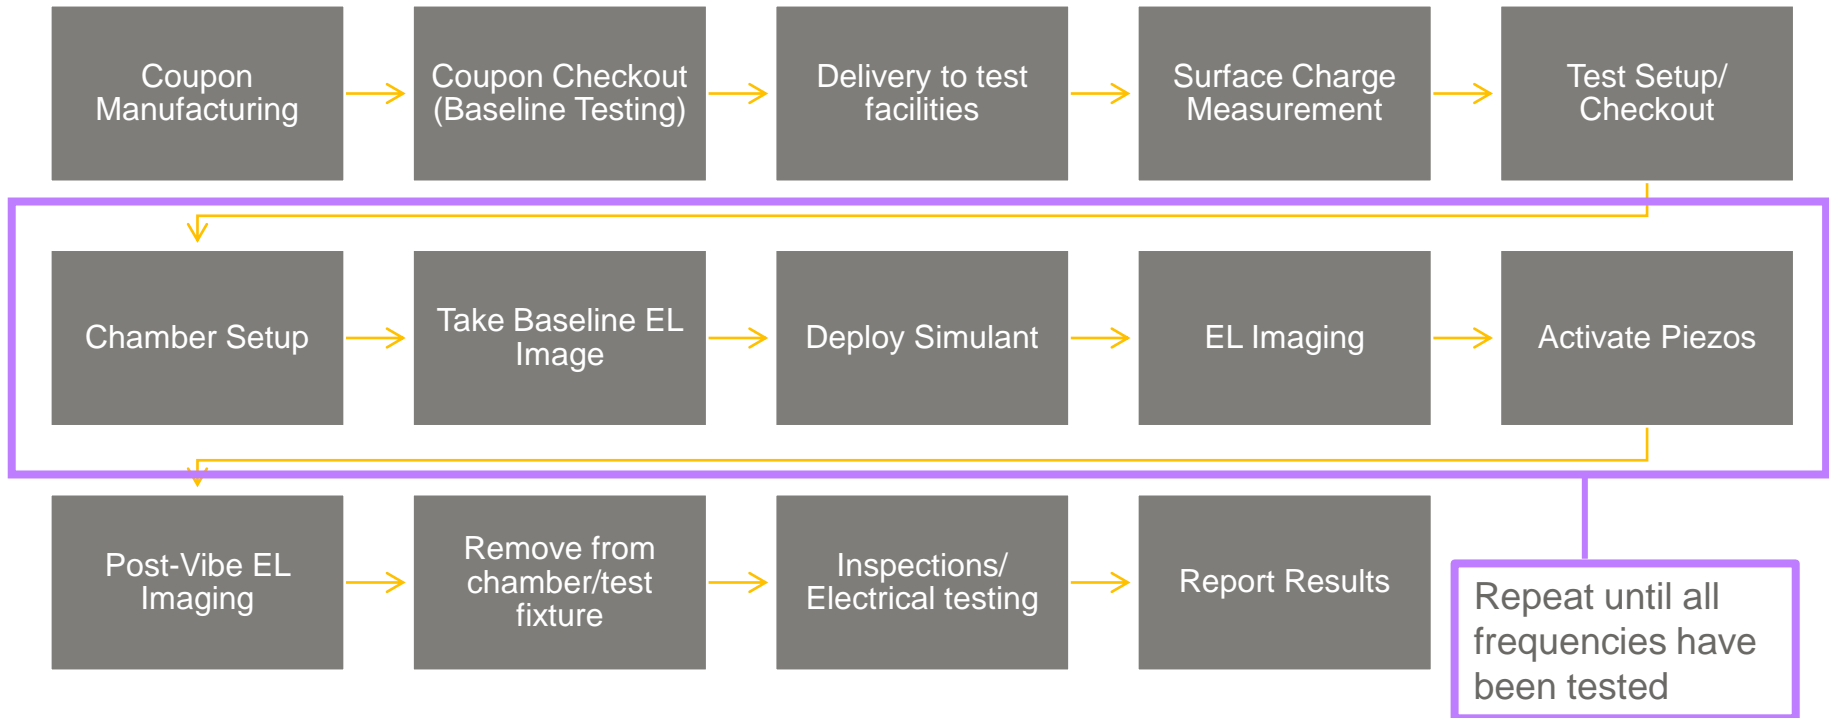 Coupon
Manufacturing
Coupon Checkout
(Baseline Testing)
Delivery to test
facilities
Surface Charge
Measurement
Test Setup/
Checkout
Chamber Setup
Take Baseline EL
Image
Deploy Simulant
EL Imaging
Activate Piezos
Post-Vibe EL
Imaging
Remove from
chamber/test
fixture
Inspections/
Electrical testing
Report Results
Repeat until all
frequencies have
been tested